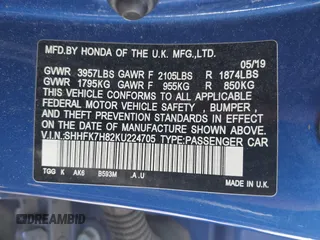 MFD. BY HONDA OF THE U.K. MFG.,LTD. 05/19
GVWR 3957LBS GAWR F 2105LBS R 1874LBS
GVWR 1795KG GAWR F 955KG R 850KG
THIS VEHICLE CONFORMS TO ALL APPLICABLE
FEDERAL MOTOR VEHICLE SAFETY , BUMPER ,
AND THEFT PREVENTION STANDARDS IN EFFECT
ON THE DATE OF MANUFACTURE SHOWN ABOVE.
V.I.N.:SHHFK7H82KU224705 TYPE:PASSENGER CAR
TGG K AK6 B593M .A.U
MADE IN U.K
DREAMBID
dreambid.com